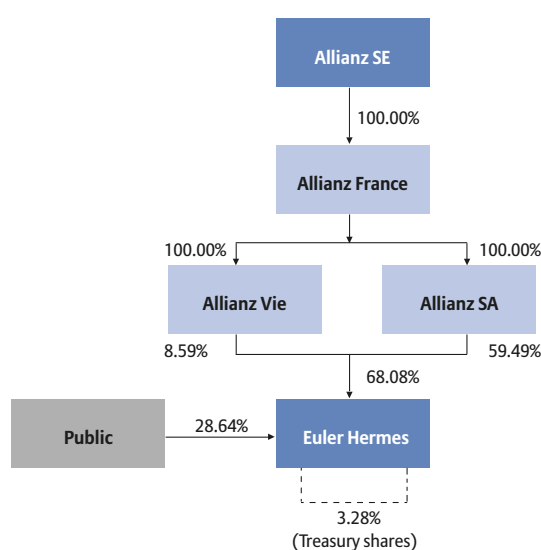 Allianz SE
100.00%
Allianz France
100.00%
100.00%
Allianz Vie
Allianz SA
8.59%
59.49%
68.08%
Public
28.64%
Euler Hermes
3.28%
(Treasury shares)